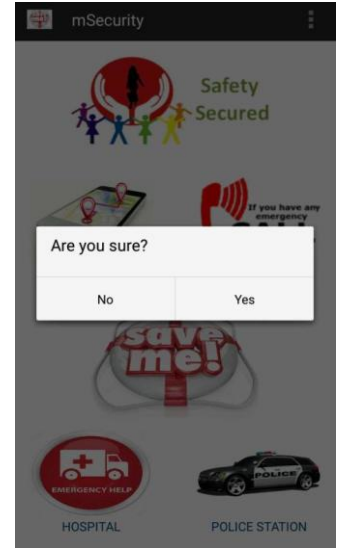 mSecurity
Safety
Secured
If you have any
emergency
Are you sure?
No
Yes
save
me!
EMERGENCY HELP
POLICE
HOSPITAL
POLICE STATION